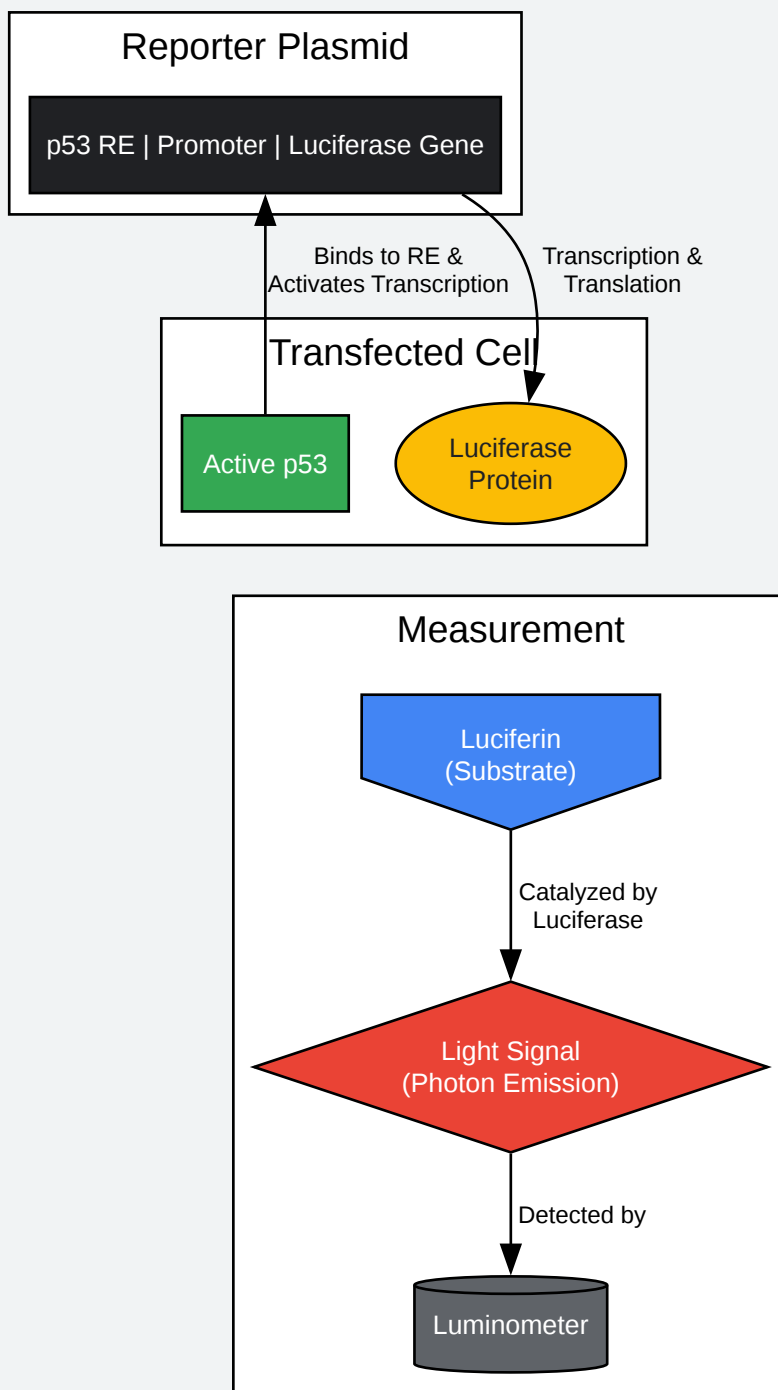 Reporter Plasmid
p53 RE | Promoter | Luciferase Gene
Binds to RE &
Activates Transcription
Transcription &
Translation
Transfected Cell
Active p53
Luciferase
Protein
Measurement
Luciferin
(Substrate)
Catalyzed by
Luciferase
Light Signal
(Photon Emission)
Detected by
Luminometer